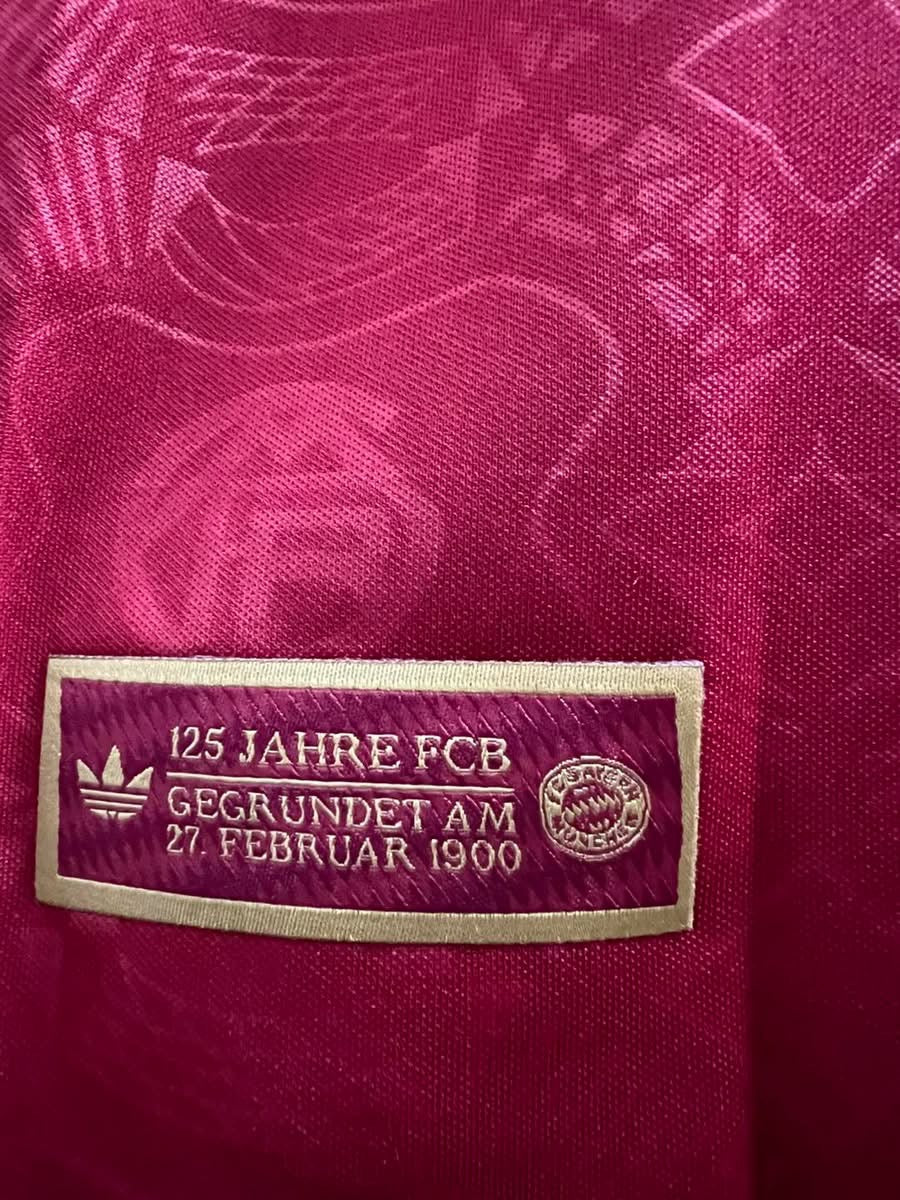 125 JAHRE FCB
GEGRUNDET AM
27. FEBRUAR 1900